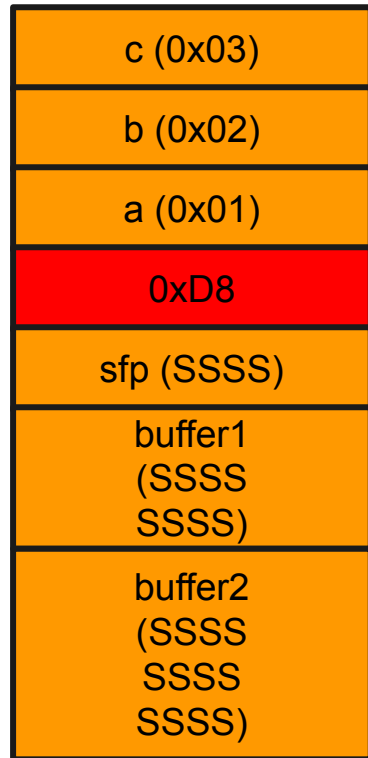 c (0x03)
b (0x02)
a (0x01)
0xD8
sfp (SSSS)
buffer1
(SSSS
SSSS)
buffer2
(SSSS
SSSS
SSSS)